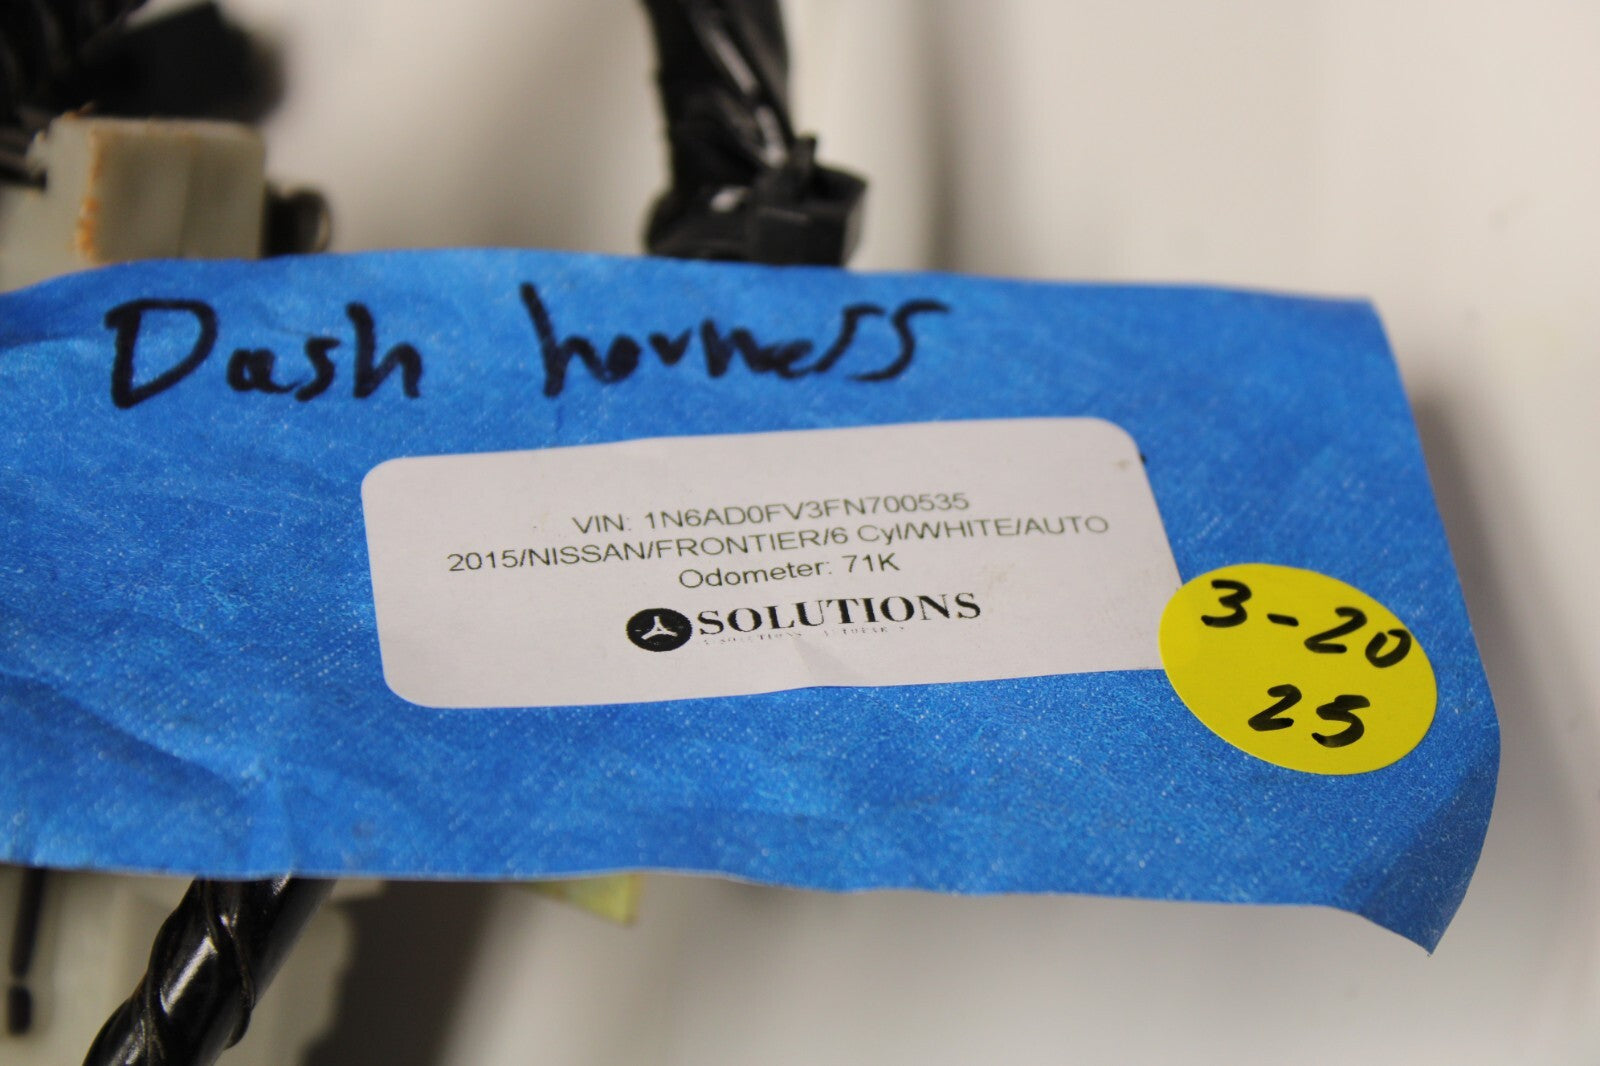 Dash harness
VIN: 1N6AD0FV3FN700535
2015/NISSAN/FRONTIER/6 Cyl/WHITE/AUTO
Odometer: 71K
SOLUTIONS
3-20
25